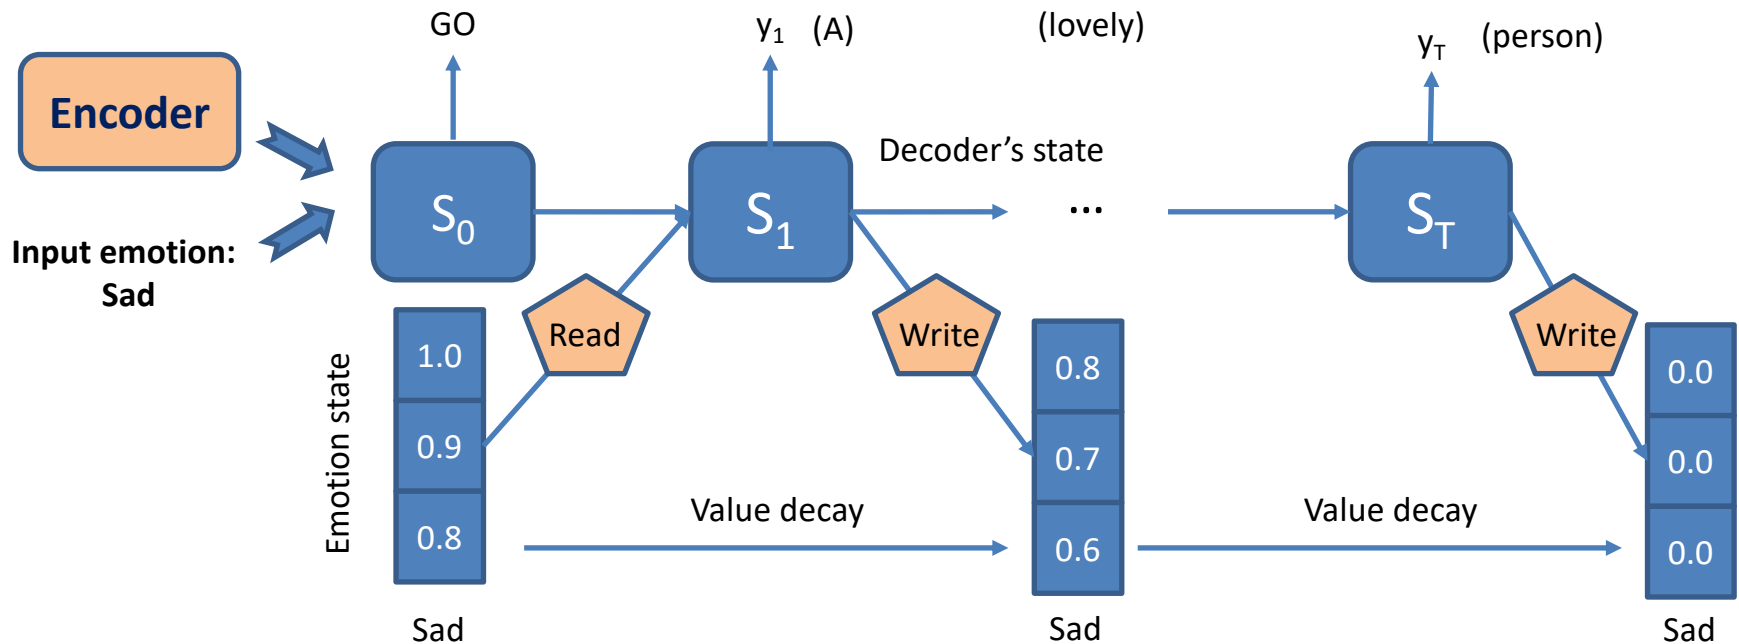 GO
y1 (A)
(lovely)
yT (person)
Encoder
Decoder's state
S0
S1
...
ST
Input emotion:
Sad
Read
Write
Write
Emotion state
1.0
0.9
0.8
0.8
0.7
0.6
0.0
0.0
0.0
Value decay
Value decay
Sad
Sad
Sad